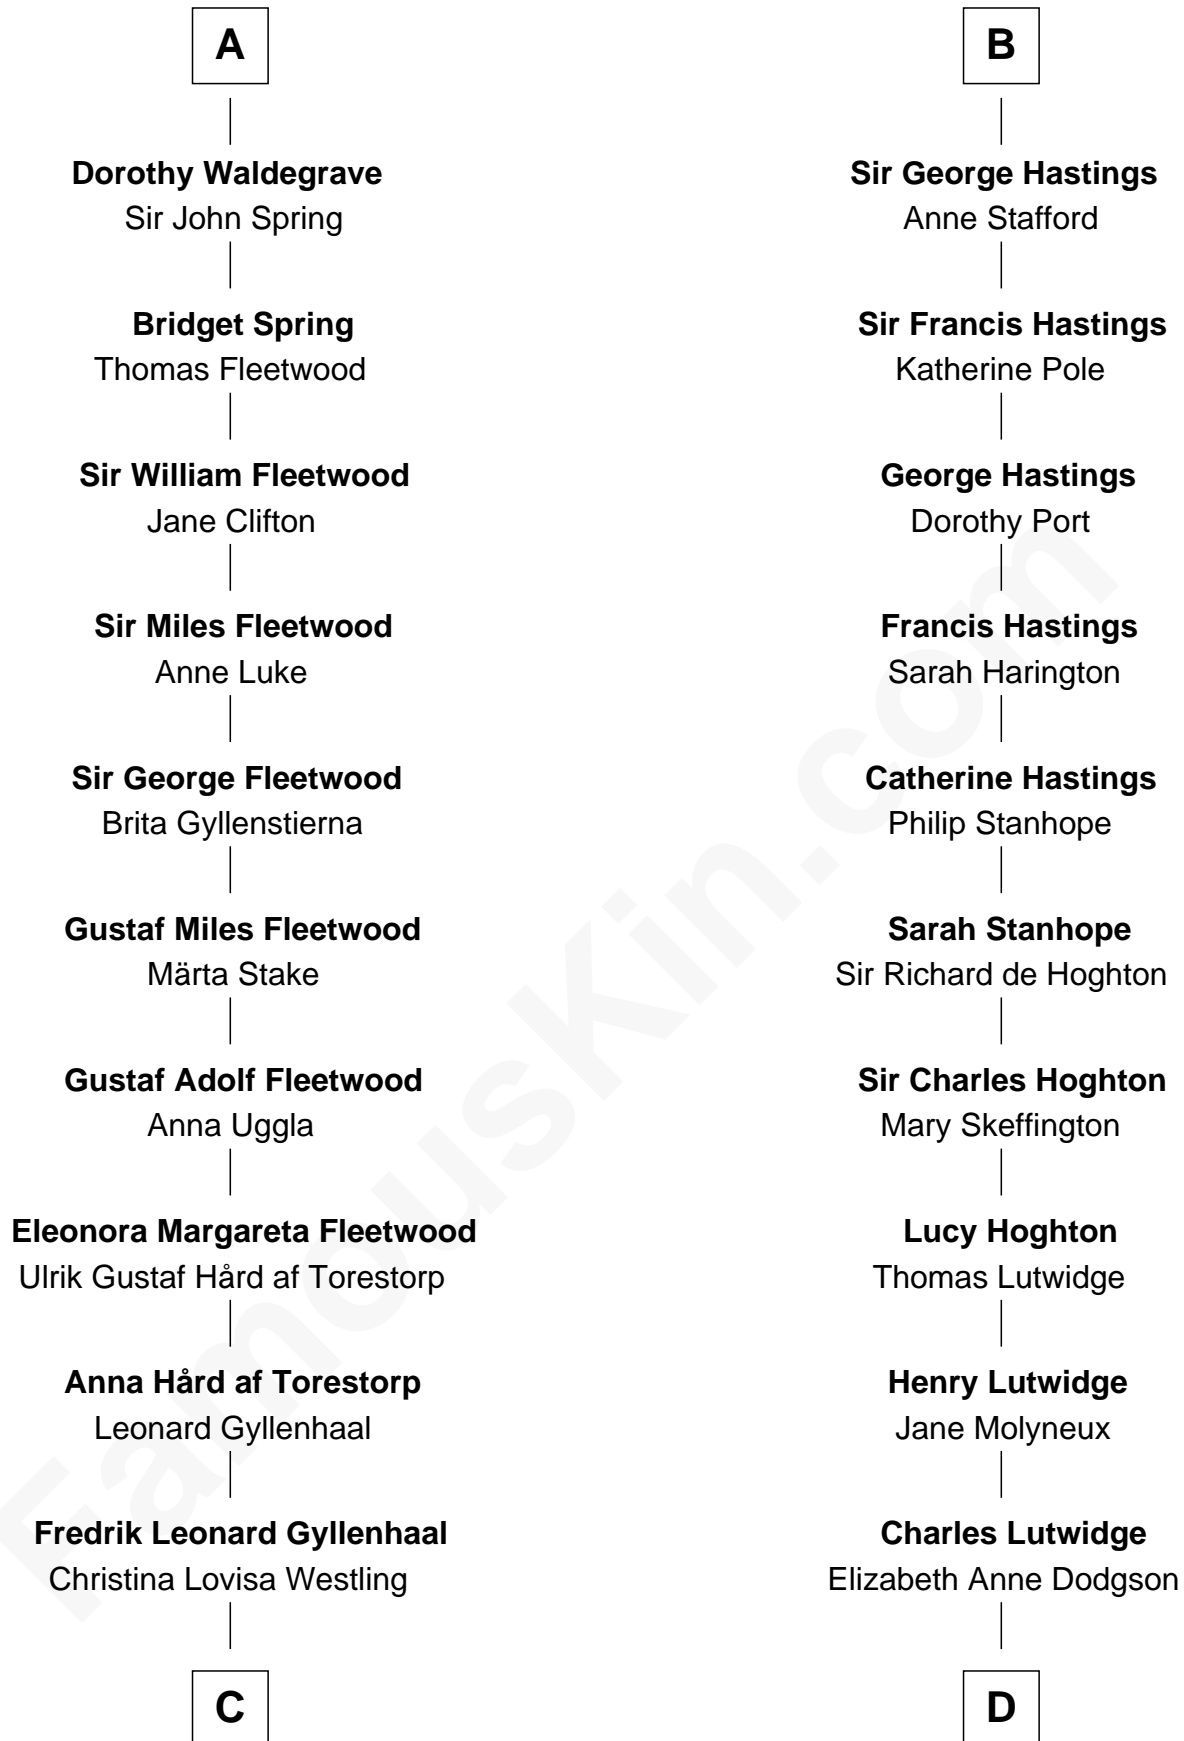 A
Dorothy Waldegrave
Sir John Spring
Bridget Spring
Thomas Fleetwood
Sir William Fleetwood
Jane Clifton
Sir Miles Fleetwood
Anne Luke
Sir George Fleetwood
Brita Gyllenstierna
Gustaf Miles Fleetwood
Märta Stake
Gustaf Adolf Fleetwood
Anna Uggla
Eleonora Margareta Fleetwood
Ulrik Gustaf Hård af Torestorp
Anna Hård af Torestorp
Leonard Gyllenhaal
Fredrik Leonard Gyllenhaal
Christina Lovisa Westling
C
B
Sir George Hastings
Anne Stafford
Sir Francis Hastings
Katherine Pole
George Hastings
Dorothy Port
Francis Hastings
Sarah Harington
Catherine Hastings
Philip Stanhope
Sarah Stanhope
Sir Richard de Hoghton
Sir Charles Hoghton
Mary Skeffington
Lucy Hoghton
Thomas Lutwidge
Henry Lutwidge
Jane Molyneux
Charles Lutwidge
Elizabeth Anne Dodgson
D
FamousKin.com